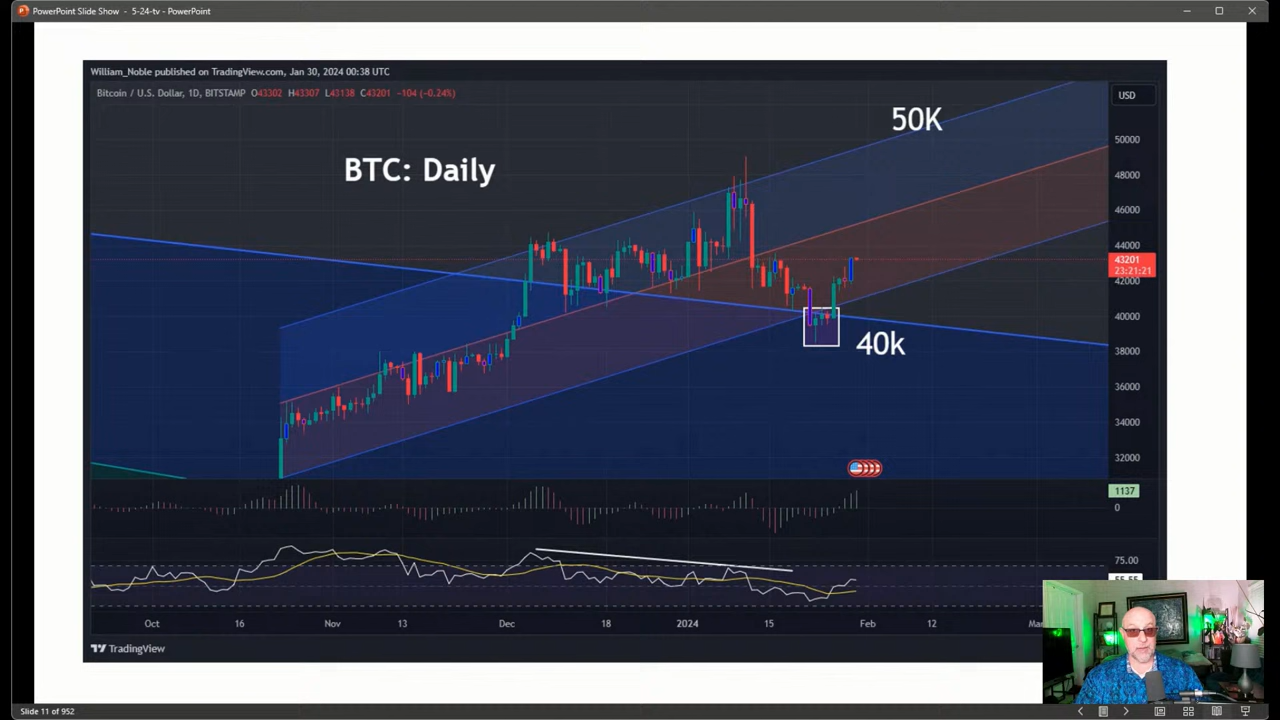 PowerPoint Slide Show - 5-24-tv - PowerPoint
William_Noble published on TradingView.com, Jan 30, 2024 00:38 UTC
Bitcoin / U.S. Dollar, 1D, BITSTAMP O43302 H43307 L43138 C43201 -104 (-0.24%)
USD
50K
BTC: Daily
50000
48000
46000
44000
43201
23:21:21
42000
40000
40k
38000
36000
34000
32000
1137
0
75.00
Oct 16 Nov 13 Dec 18 2024 15 Feb 12
TradingView
Slide 11 of 952